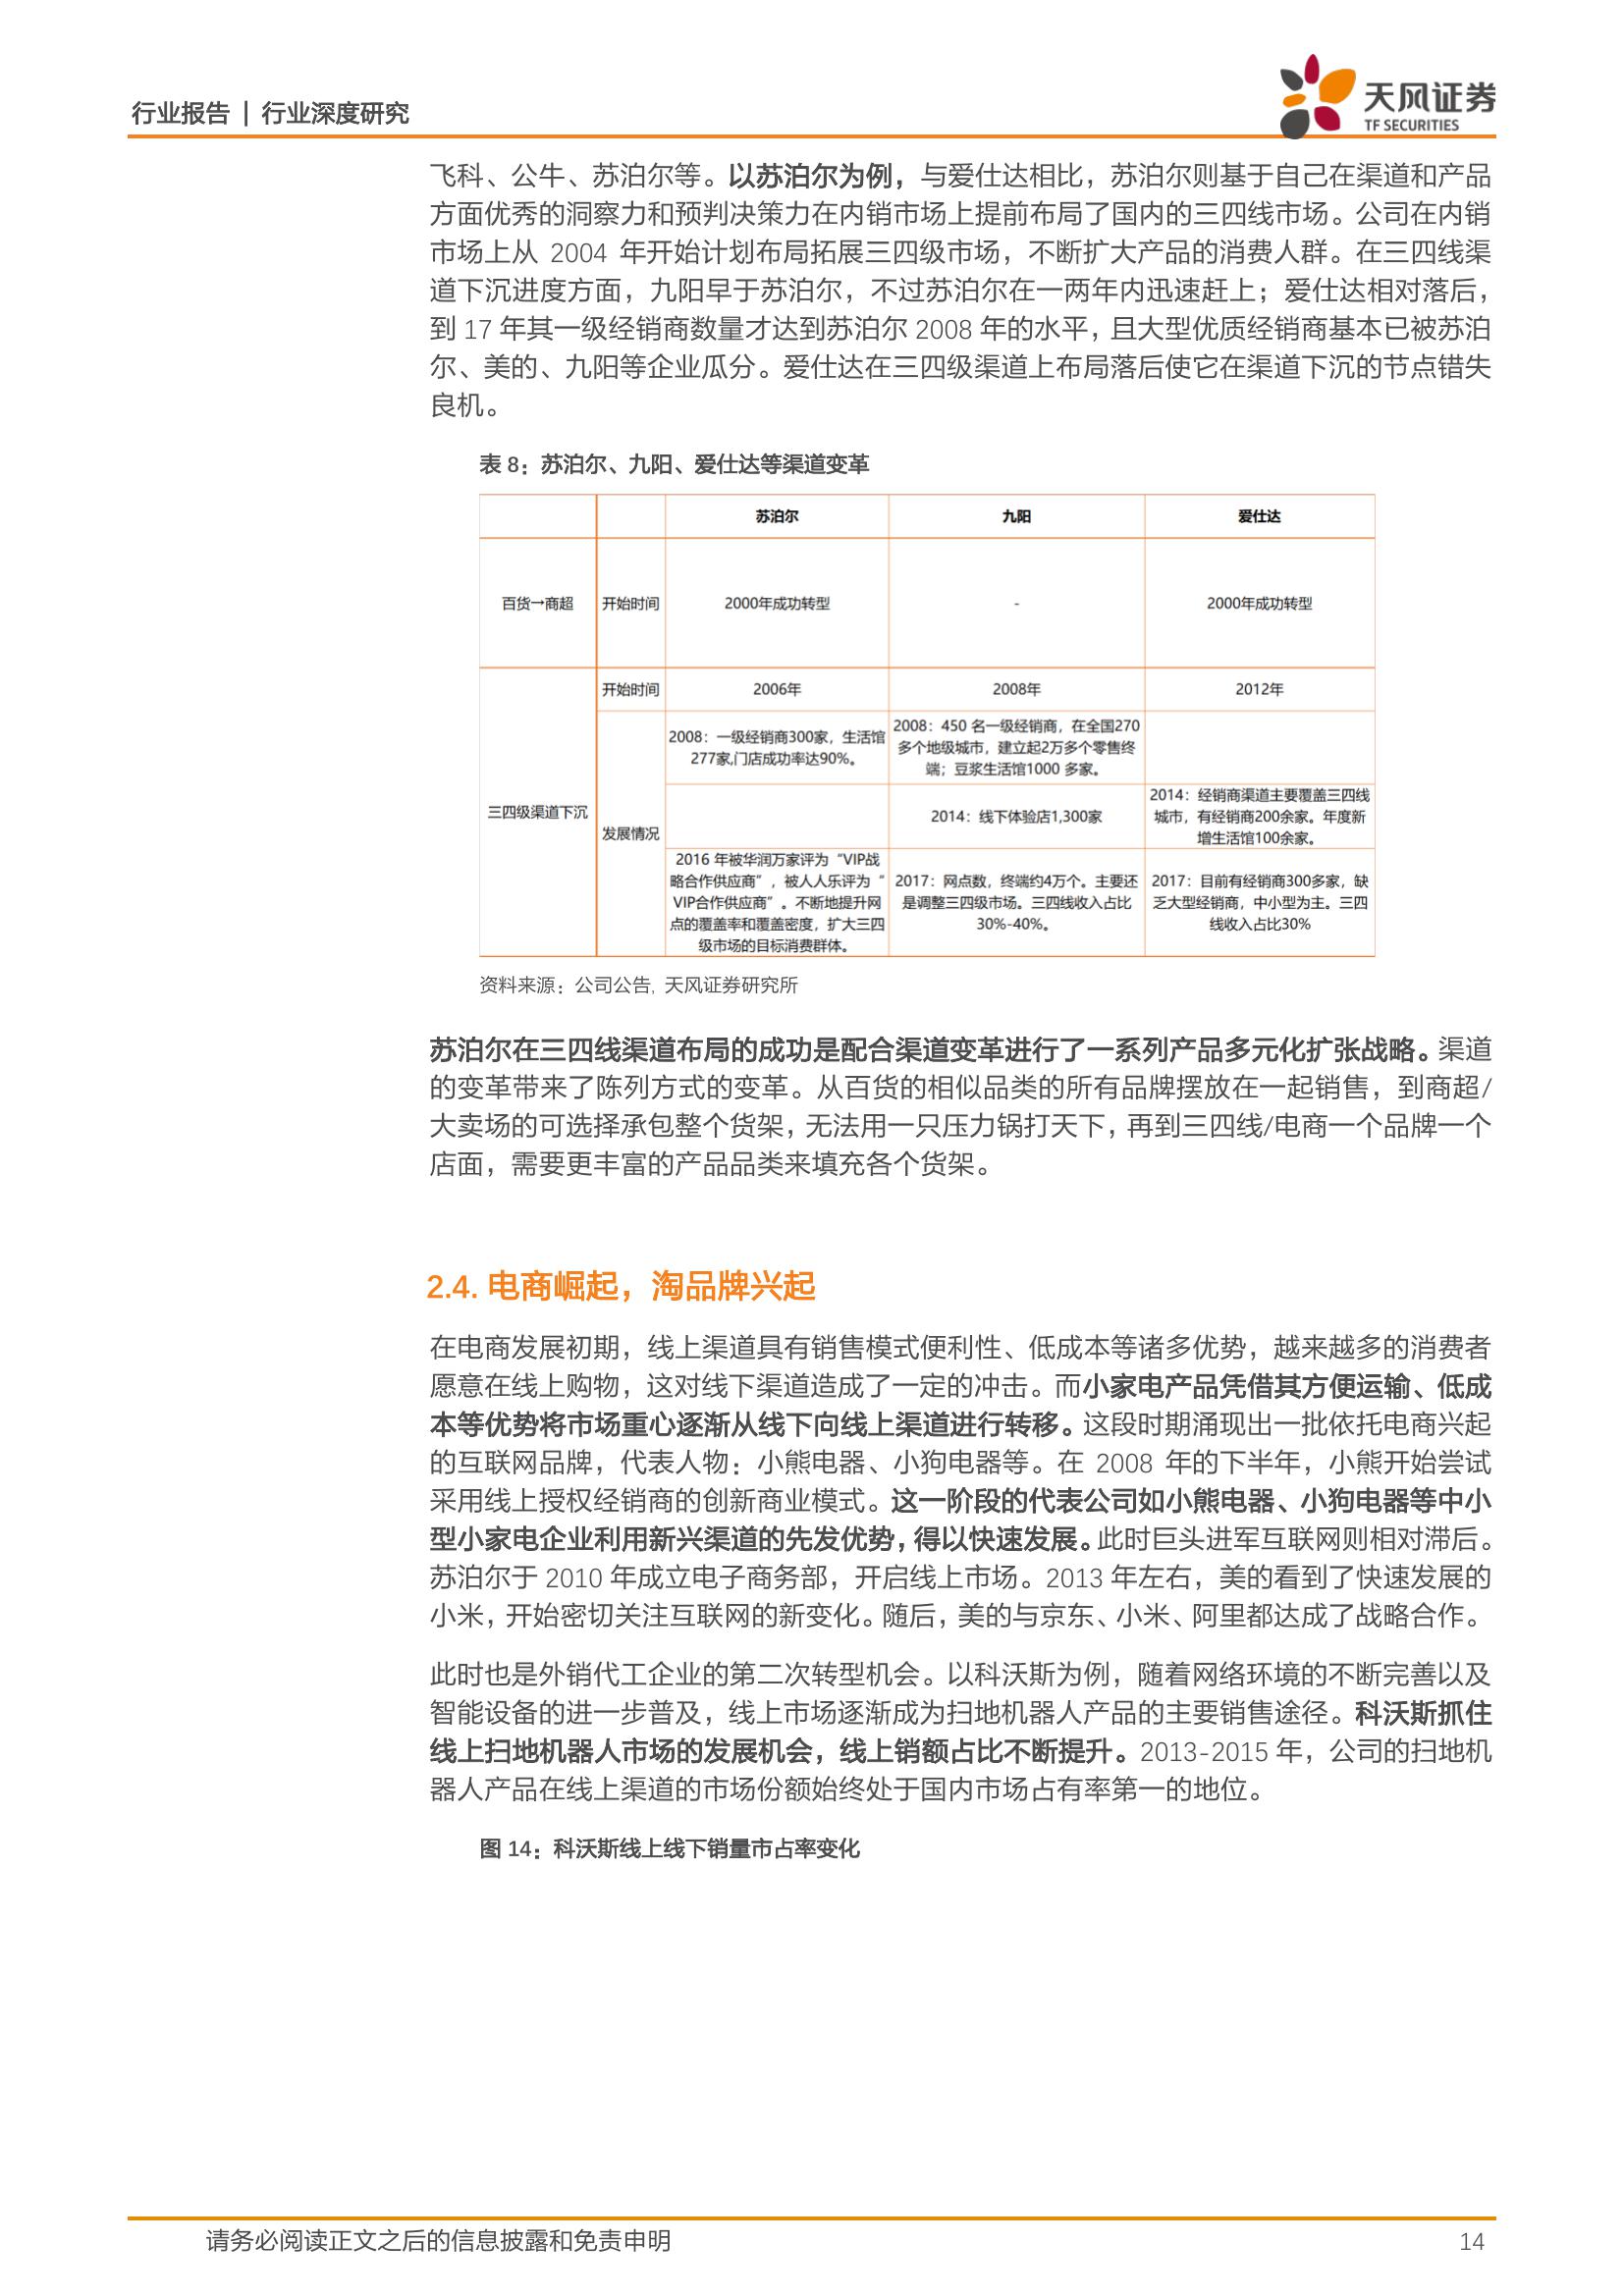 行业报告 | 行业深度研究
天风证券
TF SECURITIES
飞科、公牛、苏泊尔等。以苏泊尔为例，与爱仕达相比，苏泊尔则基于自己在渠道和产品
方面优秀的洞察力和预判决策力在内销市场上提前布局了国内的三四线市场。公司在内销
市场上从 2004 年开始计划布局拓展三四级市场，不断扩大产品的消费人群。在三四线渠
道下沉进度方面，九阳早于苏泊尔，不过苏泊尔在一两年内迅速赶上；爱仕达相对落后，
到 17 年其一级经销商数量才达到苏泊尔 2008 年的水平，且大型优质经销商基本已被苏泊
尔、美的、九阳等企业瓜分。爱仕达在三四级渠道上布局落后使它在渠道下沉的节点错失
良机。
表 8：苏泊尔、九阳、爱仕达等渠道变革
苏泊尔 九阳 爱仕达
百货→商超 开始时间 2000年成功转型 - 2000年成功转型
三四级渠道下沉
开始时间 2006年 2008年 2012年
发展情况
2008：一级经销商300家，生活馆
277家,门店成功率达90%。
2008：450 名一级经销商，在全国270
多个地级城市，建立起2万多个零售终
端；豆浆生活馆1000 多家。
2014：线下体验店1,300家
2014：经销商渠道主要覆盖三四线
城市，有经销商200余家。年度新
增生活馆100余家。
2016 年被华润万家评为“VIP战
略合作供应商”，被人人乐评为“
VIP合作供应商”。不断地提升网
点的覆盖率和覆盖密度，扩大三四
级市场的目标消费群体。
2017：网点数，终端约4万个。主要还
是调整三四级市场。三四线收入占比
30%-40%。
2017：目前有经销商300多家，缺
乏大型经销商，中小型为主。三四
线收入占比30%
资料来源：公司公告，天风证券研究所
苏泊尔在三四线渠道布局的成功是配合渠道变革进行了一系列产品多元化扩张战略。渠道
的变革带来了陈列方式的变革。从百货的相似品类的所有品牌摆放在一起销售，到商超/
大卖场的可选择承包整个货架，无法用一只压力锅打天下，再到三四线/电商一个品牌一个
店面，需要更丰富的产品品类来填充各个货架。
2.4. 电商崛起，淘品牌兴起
在电商发展初期，线上渠道具有销售模式便利性、低成本等诸多优势，越来越多的消费者
愿意在线上购物，这对线下渠道造成了一定的冲击。而小家电产品凭借其方便运输、低成
本等优势将市场重心逐渐从线下向线上渠道进行转移。这段时期涌现出一批依托电商兴起
的互联网品牌，代表人物：小熊电器、小狗电器等。在 2008 年的下半年，小熊开始尝试
采用线上授权经销商的创新商业模式。这一阶段的代表公司如小熊电器、小狗电器等中小
型小家电企业利用新兴渠道的先发优势，得以快速发展。此时巨头进军互联网则相对滞后。
苏泊尔于 2010 年成立电子商务部，开启线上市场。2013 年左右，美的看到了快速发展的
小米，开始密切关注互联网的新变化。随后，美的与京东、小米、阿里都达成了战略合作。
此时也是外销代工企业的第二次转型机会。以科沃斯为例，随着网络环境的不断完善以及
智能设备的进一步普及，线上市场逐渐成为扫地机器人产品的主要销售途径。科沃斯抓住
线上扫地机器人市场的发展机会，线上销额占比不断提升。2013-2015 年，公司的扫地机
器人产品在线上渠道的市场份额始终处于国内市场占有率第一的地位。
图 14：科沃斯线上线下销量市占率变化
请务必阅读正文之后的信息披露和免责申明 14